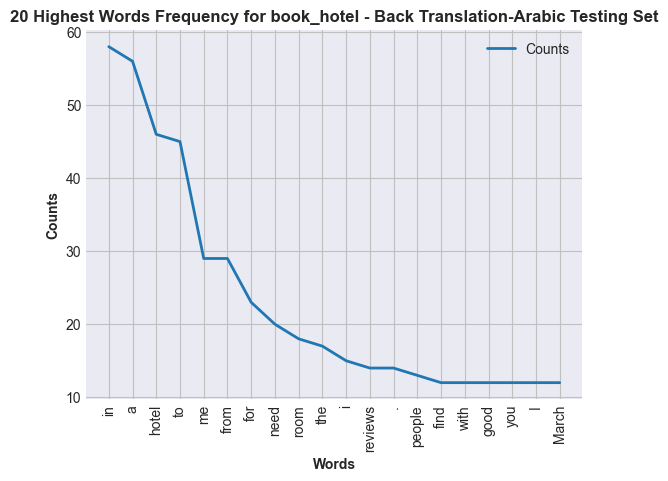 20 Highest Words Frequency for book_hotel - Back Translation-Arabic Testing Set
Counts
60
50
40
30
20
10
Counts
in
a
hotel
to
me
from
for
need
room
the
i
reviews
.
people
find
with
good
you
I
March
Words